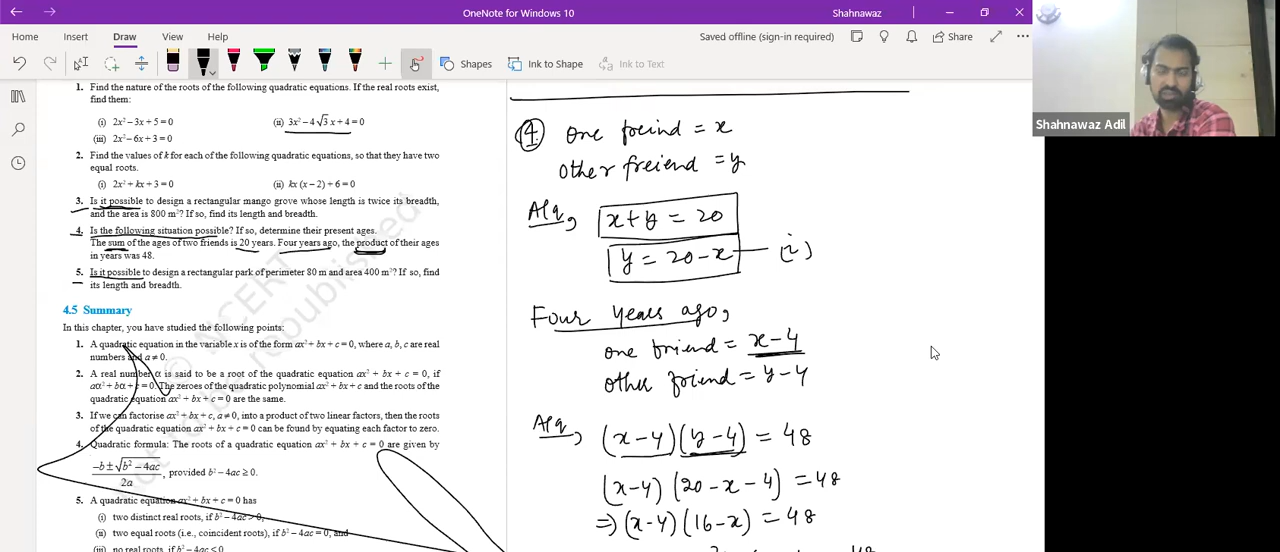 OneNote for Windows 10
Shahnawaz
Home Insert Draw View Help
Saved offline (sign-in required) Share
Shapes Ink to Shape Ink to Text
1. Find the nature of the roots of the following quadratic equations. If the real roots exist,
find them:
(i) 2x² – 3x + 5 = 0 (ii) 3x² – 4√3 x + 4 = 0
(iii) 2x² – 6x + 3 = 0
2. Find the values of k for each of the following quadratic equations, so that they have two
equal roots.
(i) 2x² + kx + 3 = 0 (ii) kx (x – 2) + 6 = 0
3. Is it possible to design a rectangular mango grove whose length is twice its breadth,
and the area is 800 m²? If so, find its length and breadth.
4. Is the following situation possible? If so, determine their present ages.
The sum of the ages of two friends is 20 years. Four years ago, the product of their ages
in years was 48.
5. Is it possible to design a rectangular park of perimeter 80 m and area 400 m²? If so, find
its length and breadth.
4.5 Summary
In this chapter, you have studied the following points:
1. A quadratic equation in the variable x is of the form ax² + bx + c = 0, where a, b, c are real
numbers and a ≠ 0.
2. A real number α is said to be a root of the quadratic equation ax² + bx + c = 0, if
aα² + bα + c = 0. The zeroes of the quadratic polynomial ax² + bx + c and the roots of the
quadratic equation ax² + bx + c = 0 are the same.
3. If we can factorise ax² + bx + c, a ≠ 0, into a product of two linear factors, then the roots
of the quadratic equation ax² + bx + c = 0 can be found by equating each factor to zero.
4. Quadratic formula: The roots of a quadratic equation ax² + bx + c = 0 are given by
–b ± √b² – 4ac / 2a, provided b² – 4ac ≥ 0.
5. A quadratic equation ax² + bx + c = 0 has
(i) two distinct real roots, if b² – 4ac > 0,
(ii) two equal roots (i.e., coincident roots), if b² – 4ac = 0, and
(iii) no real roots, if b² – 4ac < 0
© NCERT
not to be republished
④ One freind = x
Other freiend = y
A/q, x + y = 20
y = 20 – x — (i)
Four years ago,
one friend = x – 4
other friend = y – 4
A/q, (x – 4) (y – 4) = 48
(x – 4) (20 – x – 4) = 48
⇒ (x – 4) (16 – x) = 48
Shahnawaz Adil